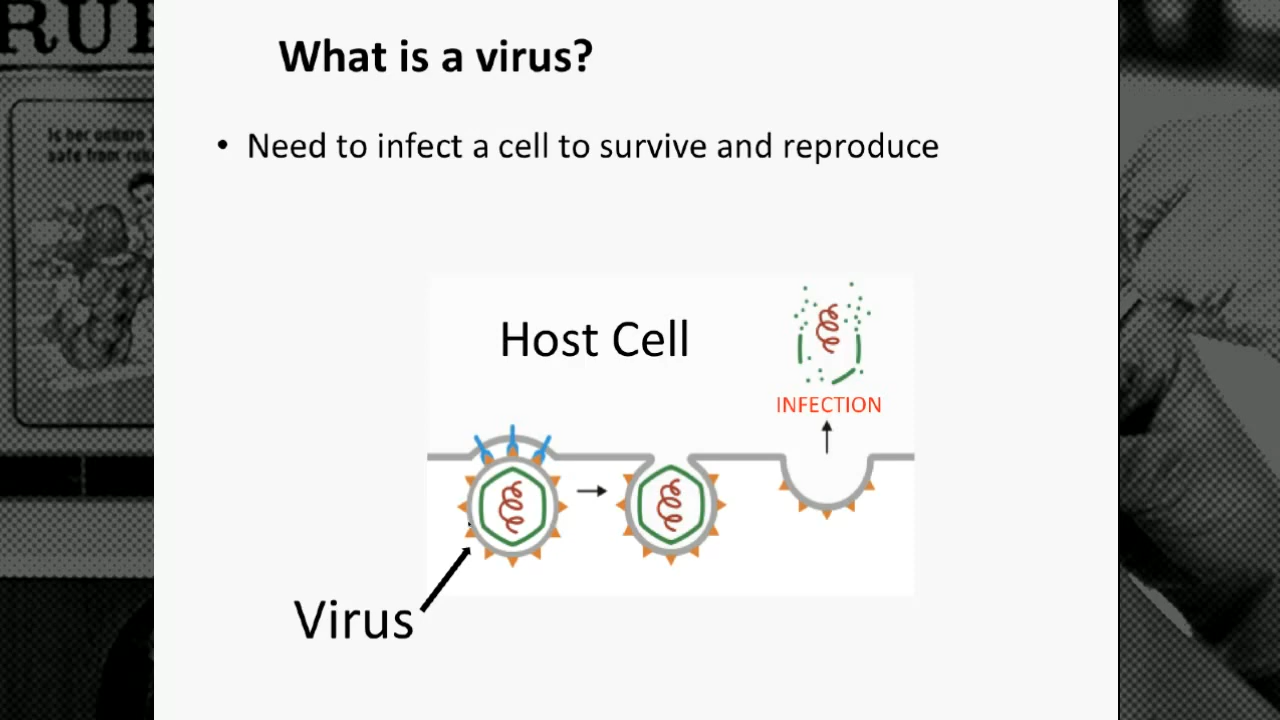 What is a virus?
• Need to infect a cell to survive and reproduce
Host Cell
INFECTION
Virus